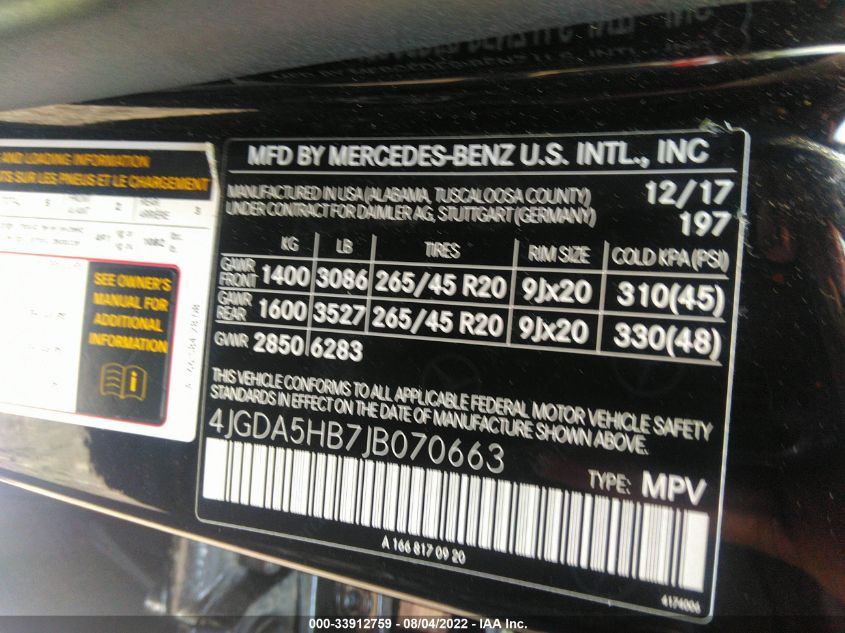 AND LOADING INFORMATION
SUR LES PNEUS ET LE CHARGEMENT
SEE OWNER'S
MANUAL FOR
ADDITIONAL
INFORMATION
MFD BY MERCEDES-BENZ U.S. INTL., INC
MANUFACTURED IN USA (ALABAMA, TUSCALOOSA COUNTY) 12/17
UNDER CONTRACT FOR DAIMLER AG, STUTTGART (GERMANY) 197
KG LB TIRES RIM SIZE COLD KPA (PSI)
GAWR FRONT 1400 3086 265/45 R20 9Jx20 310(45)
GAWR REAR 1600 3527 265/45 R20 9Jx20 330(48)
GVWR 2850 6283
THIS VEHICLE CONFORMS TO ALL APPLICABLE FEDERAL MOTOR VEHICLE SAFETY
STANDARDS IN EFFECT ON THE DATE OF MANUFACTURE SHOWN ABOVE.
4JGDA5HB7JB070663
TYPE: MPV
A 166 817 09 20
4174006
000-33912759 - 08/04/2022 - IAA Inc.